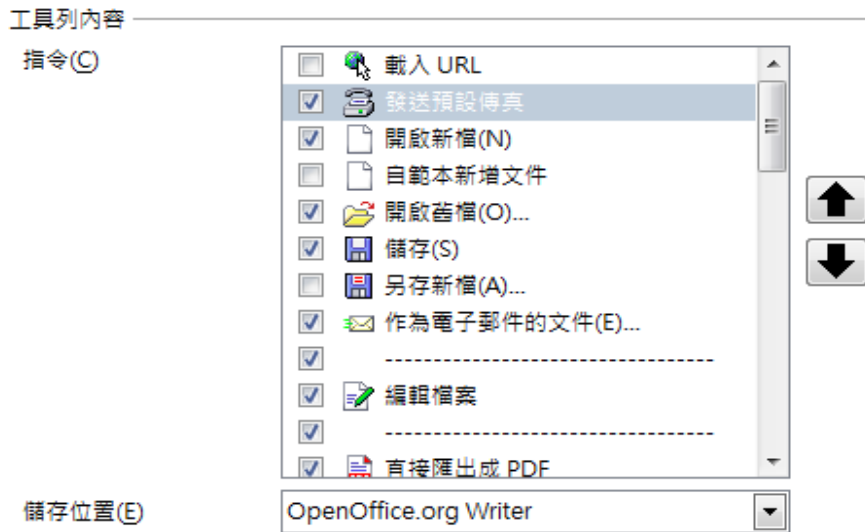 工具列內容
指令(C)
載入 URL
發送預設傳真
開啟新檔(N)
自範本新增文件
開啟舊檔(O)...
儲存(S)
另存新檔(A)...
作為電子郵件的文件(E)...
----------------------------------
編輯檔案
----------------------------------
直接匯出成 PDF
儲存位置(E)
OpenOffice.org Writer